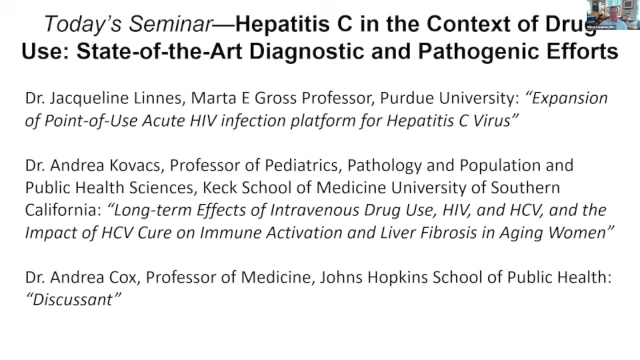 Today's Seminar—Hepatitis C in the Context of Drug
Use: State-of-the-Art Diagnostic and Pathogenic Efforts
Dr. Jacqueline Linnes, Marta E Gross Professor, Purdue University: “Expansion
of Point-of-Use Acute HIV infection platform for Hepatitis C Virus”
Dr. Andrea Kovacs, Professor of Pediatrics, Pathology and Population and
Public Health Sciences, Keck School of Medicine University of Southern
California: “Long-term Effects of Intravenous Drug Use, HIV, and HCV, and the
Impact of HCV Cure on Immune Activation and Liver Fibrosis in Aging Women”
Dr. Andrea Cox, Professor of Medicine, Johns Hopkins School of Public Health:
“Discussant”